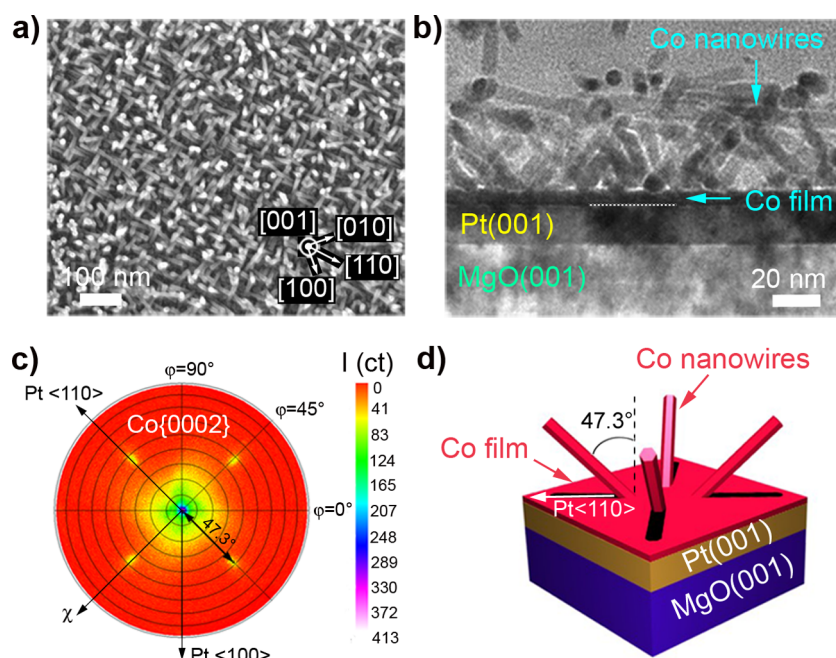 a)
[001]
[010]
[110]
[100]
100 nm
b)
Co nanowires
Co film
Pt(001)
MgO(001)
20 nm
c)
φ=90°
I (ct)
Pt <110>
Co{0002}
φ=45°
φ=0°
47.3°
χ
Pt <100>
0
41
83
124
165
207
248
289
330
372
413
d)
Co nanowires
47.3°
Co film
Pt<110>
Pt(001)
MgO(001)